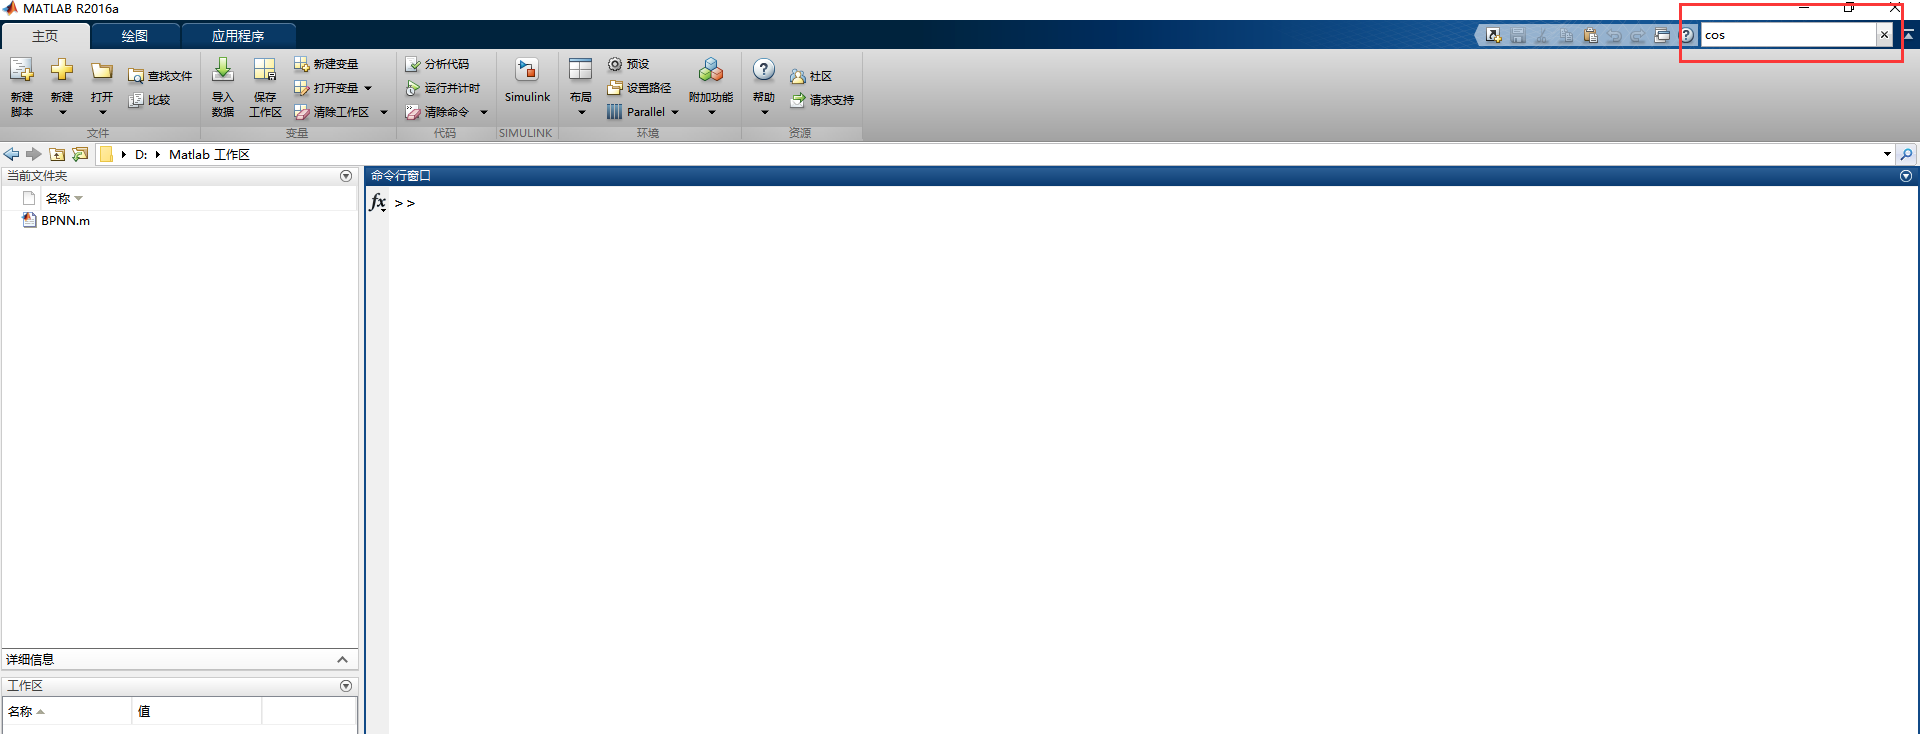 MATLAB R2016a
主页 绘图 应用程序 cos
新建脚本 新建 打开 查找文件 比较 导入数据 保存工作区 新建变量 打开变量 清除工作区 分析代码 运行并计时 清除命令 Simulink 布局 预设 设置路径 Parallel 附加功能 帮助 社区 请求支持
文件 变量 代码 SIMULINK 环境 资源
D: Matlab 工作区
当前文件夹 命令行窗口
名称 fx >>
BPNN.m
详细信息
工作区
名称 值